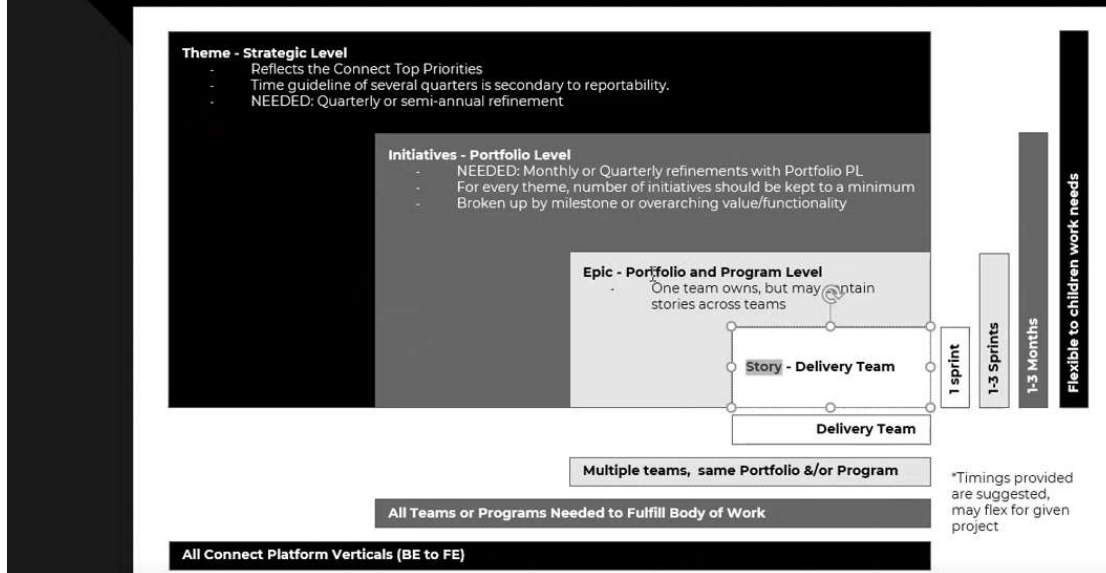 Theme - Strategic Level
- Reflects the Connect Top Priorities
- Time guideline of several quarters is secondary to reportability.
- NEEDED: Quarterly or semi-annual refinement
Initiatives - Portfolio Level
- NEEDED: Monthly or Quarterly refinements with Portfolio PL
- For every theme, number of initiatives should be kept to a minimum
- Broken up by milestone or overarching value/functionality
Epic - Portfolio and Program Level
- One team owns, but may contain
stories across teams
Story - Delivery Team
1 sprint
1-3 Sprints
1-3 Months
Flexible to children work needs
Delivery Team
Multiple teams, same Portfolio &/or Program
All Teams or Programs Needed to Fulfill Body of Work
All Connect Platform Verticals (BE to FE)
*Timings provided
are suggested,
may flex for given
project